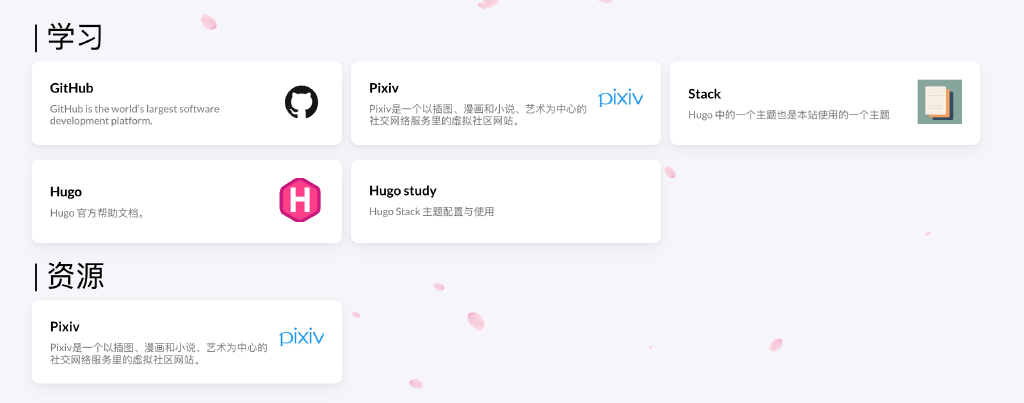 | 学习
GitHub
GitHub is the world's largest software
development platform.
Pixiv
Pixiv是一个以插图、漫画和小说、艺术为中心的
社交网络服务里的虚拟社区网站。
pixiv
Stack
Hugo 中的一个主题也是本站使用的一个主题
Hugo
Hugo 官方帮助文档。
H
Hugo study
Hugo Stack 主题配置与使用
| 资源
Pixiv
Pixiv是一个以插图、漫画和小说、艺术为中心的
社交网络服务里的虚拟社区网站。
pixiv